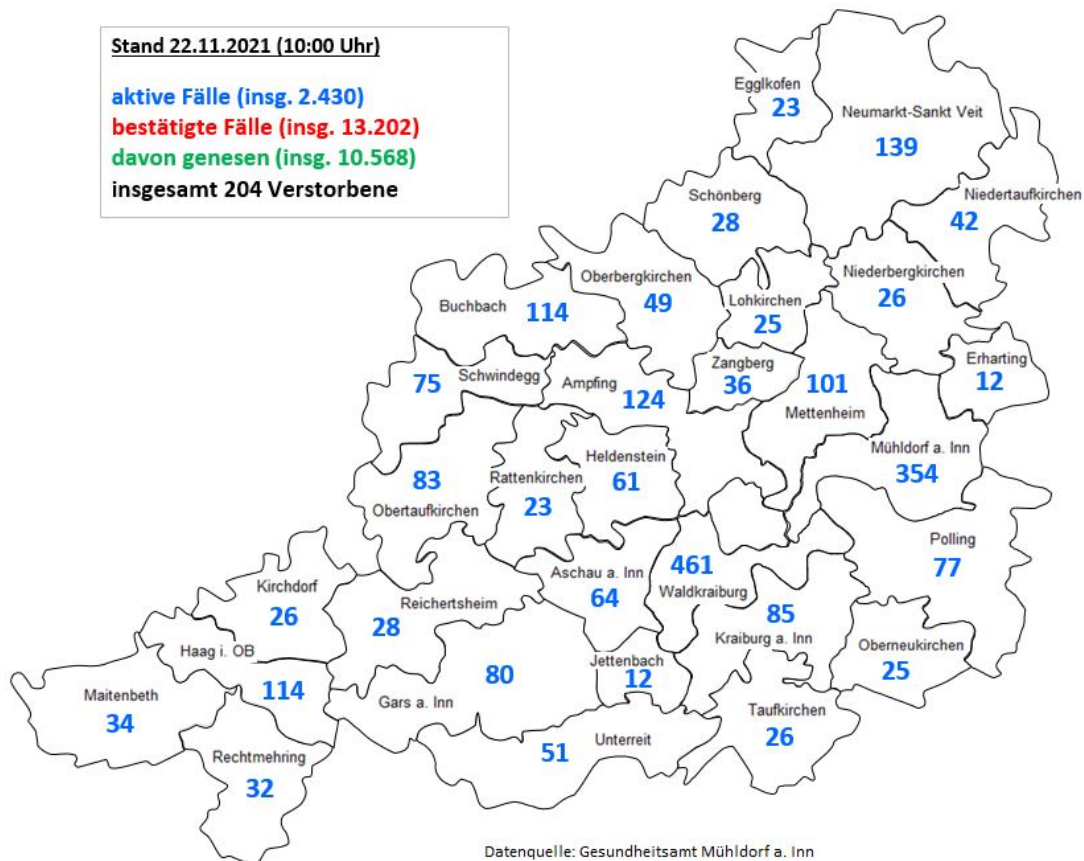 Stand 22.11.2021 (10:00 Uhr)
aktive Fälle (insg. 2.430)
bestätigte Fälle (insg. 13.202)
davon genesen (insg. 10.568)
insgesamt 204 Verstorbene
Egglkofen
23
Neumarkt-Sankt Veit
139
Niedertaufkirchen
42
Schönberg
28
Oberbergkirchen
49
Lohkirchen
25
Niederbergkirchen
26
Buchbach 114
Schwindegg
75
Ampfing
124
Zangberg
36
101
Mettenheim
Erharting
12
Mühldorf a. Inn
354
83
Obertaufkirchen
Rattenkirchen
23
Heldenstein
61
Polling
77
Aschau a. Inn
64
461
Waldkraiburg
85
Kraiburg a. Inn
Oberneukirchen
25
Kirchdorf
26
Reichertsheim
28
Haag i. OB
114
Maitenbeth
34
Gars a. Inn
80
Jettenbach
12
Taufkirchen
26
Rechtmehring
32
51 Unterreit
Datenquelle: Gesundheitsamt Mühldorf a. Inn